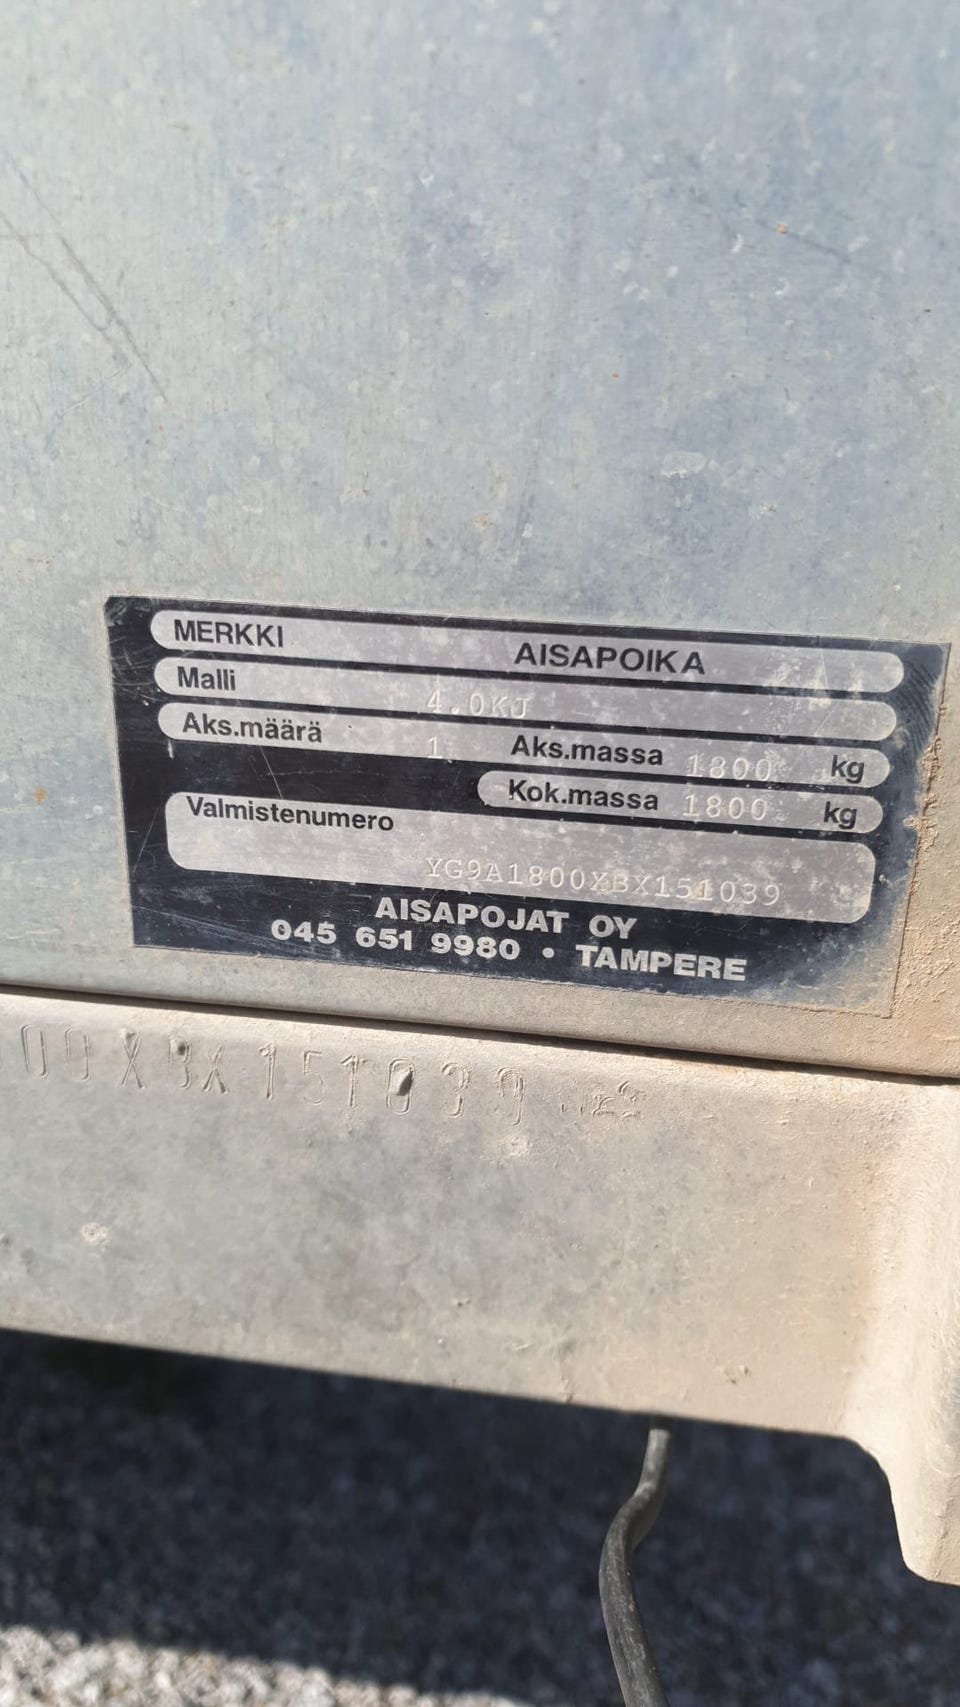 MERKKI AISAPOIKA
Malli 4.0KJ
Aks.määrä 1 Aks.massa 1800 kg
Kok.massa 1800 kg
Valmistenumero
YG9A1800XBX151039
AISAPOJAT OY
045 651 9980 • TAMPERE
00XBX151039